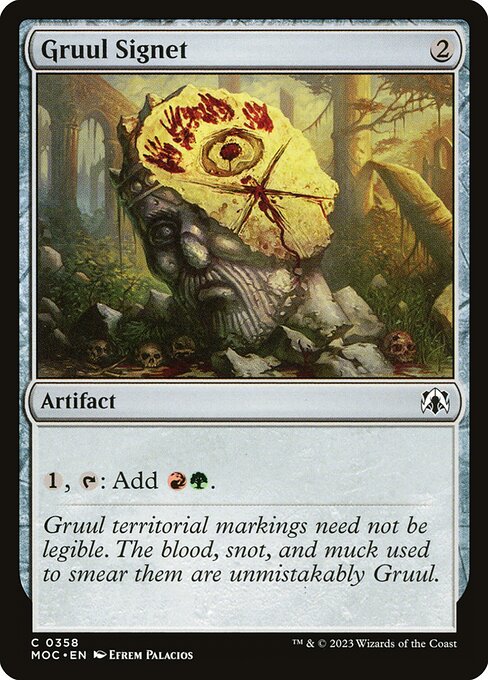 Gruul Signet 2
Artifact
1, : Add .
Gruul territorial markings need not be
legible. The blood, snot, and muck used
to smear them are unmistakably Gruul.
C 0358
MOC • EN Efrem Palacios
™ & © 2023 Wizards of the Coast